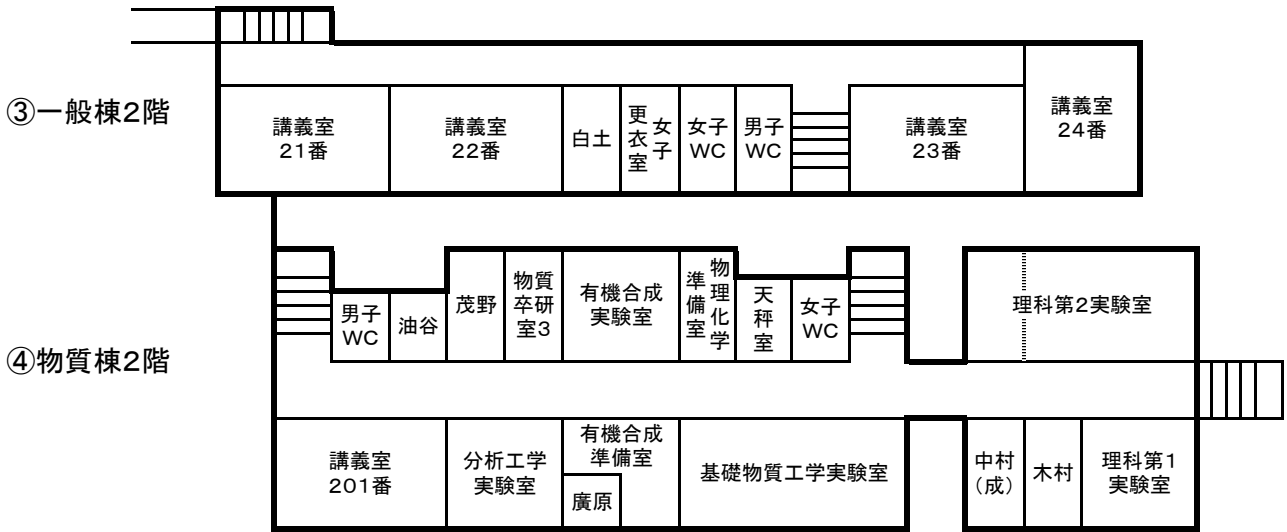 ③一般棟2階
講義室
21番
講義室
22番
白土
女子
更衣室
女子
WC
男子
WC
講義室
23番
講義室
24番
④物質棟2階
男子
WC
油谷
茂野
物質
卒研
室3
有機合成
実験室
物理化学
準備室
天秤室
女子
WC
理科第2実験室
講義室
201番
分析工学
実験室
有機合成
準備室
廣原
基礎物質工学実験室
中村
(成)
木村
理科第1
実験室